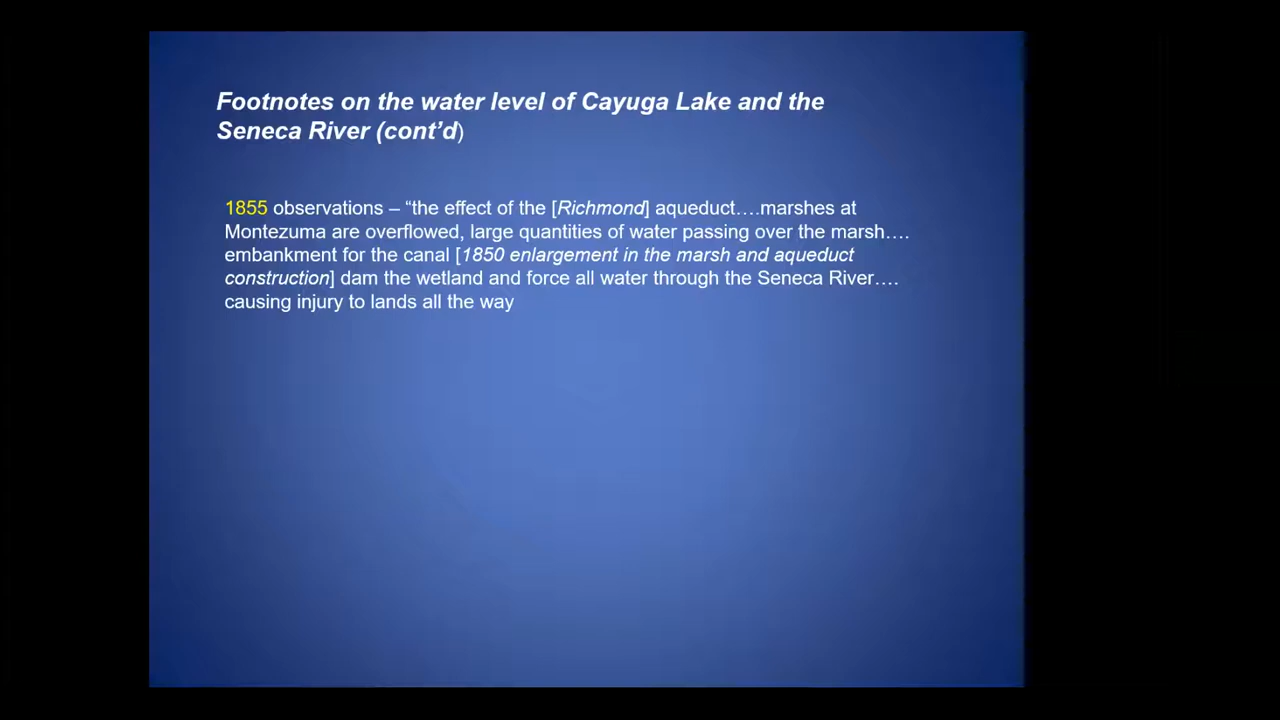 Footnotes on the water level of Cayuga Lake and the
Seneca River (cont’d)
1855 observations – “the effect of the [Richmond] aqueduct….marshes at
Montezuma are overflowed, large quantities of water passing over the marsh….
embankment for the canal [1850 enlargement in the marsh and aqueduct
construction] dam the wetland and force all water through the Seneca River….
causing injury to lands all the way